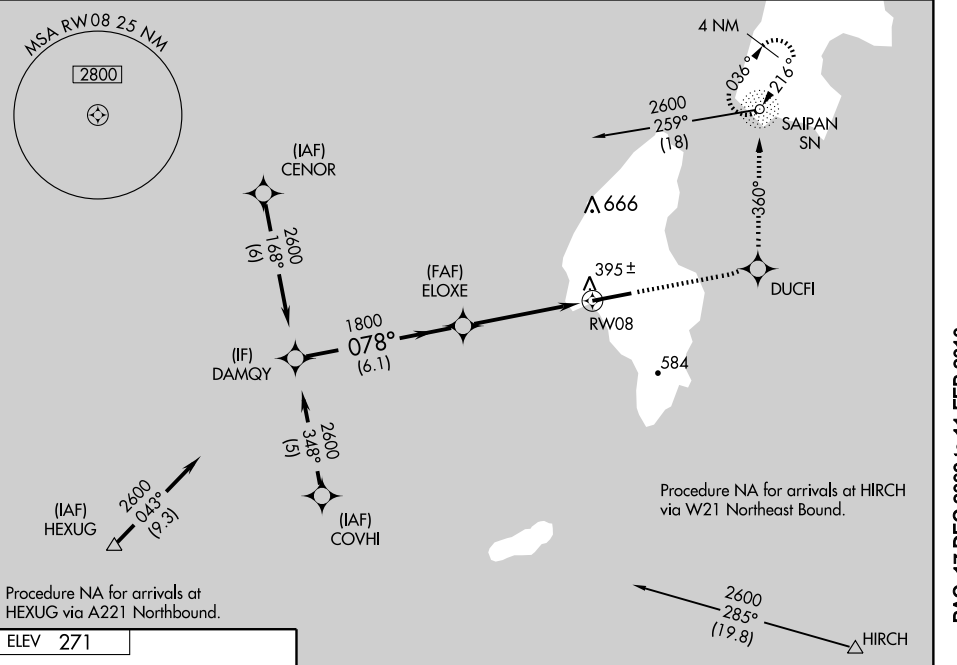 MSA RW08 25 NM
2800
4 NM
036°
216°
SAIPAN
SN
2600
259°
(18)
(IAF)
CENOR
2600
168°
(6)
666
360°
395±
(FAF)
ELOXE
DUCFI
RW08
1800
078°
(6.1)
(IF)
DAMQY
584
2600
348°
(5)
(IAF)
HEXUG
2600
043°
(9.3)
(IAF)
COVHI
Procedure NA for arrivals at HIRCH
via W21 Northeast Bound.
Procedure NA for arrivals at
HEXUG via A221 Northbound.
2600
285°
(19.8)
HIRCH
ELEV 271